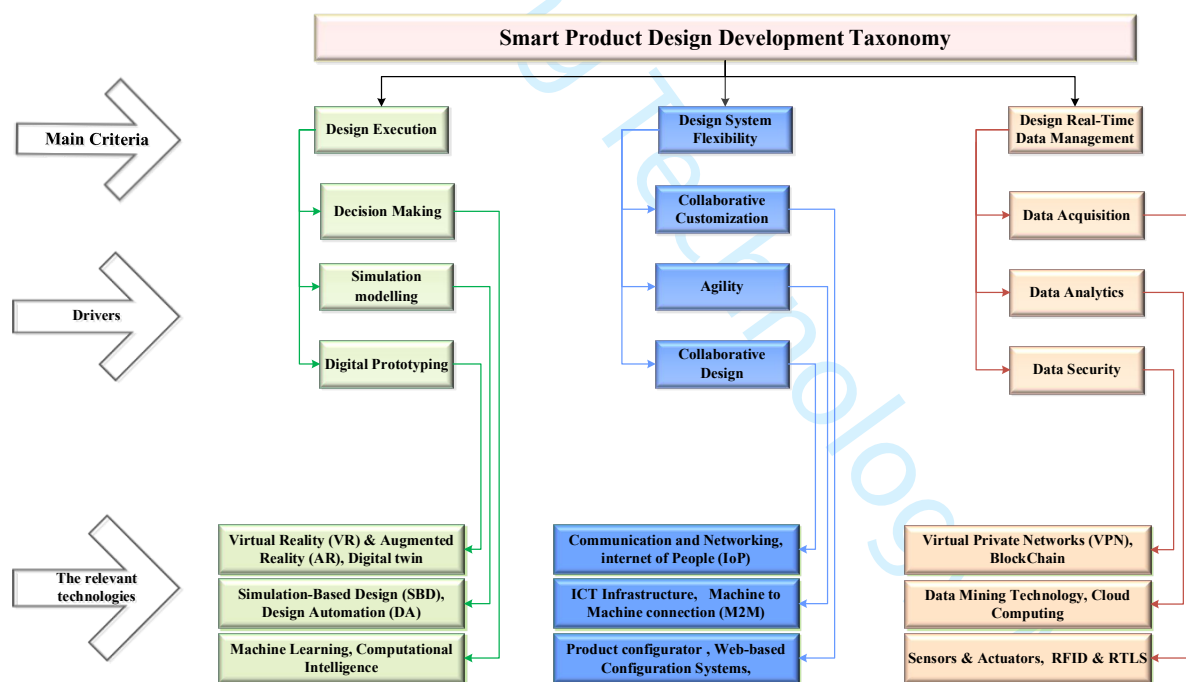 Smart Product Design Development Taxonomy
Main Criteria
Design Execution
Design System
Flexibility
Design Real-Time
Data Management
Decision Making
Collaborative
Customization
Data Acquisition
Drivers
Simulation
modelling
Agility
Data Analytics
Digital Prototyping
Collaborative
Design
Data Security
The relevant
technologies
Virtual Reality (VR) & Augmented
Reality (AR), Digital twin
Communication and Networking,
internet of People (IoP)
Virtual Private Networks (VPN),
BlockChain
Simulation-Based Design (SBD),
Design Automation (DA)
ICT Infrastructure, Machine to
Machine connection (M2M)
Data Mining Technology, Cloud
Computing
Machine Learning, Computational
Intelligence
Product configurator , Web-based
Configuration Systems,
Sensors & Actuators, RFID & RTLS